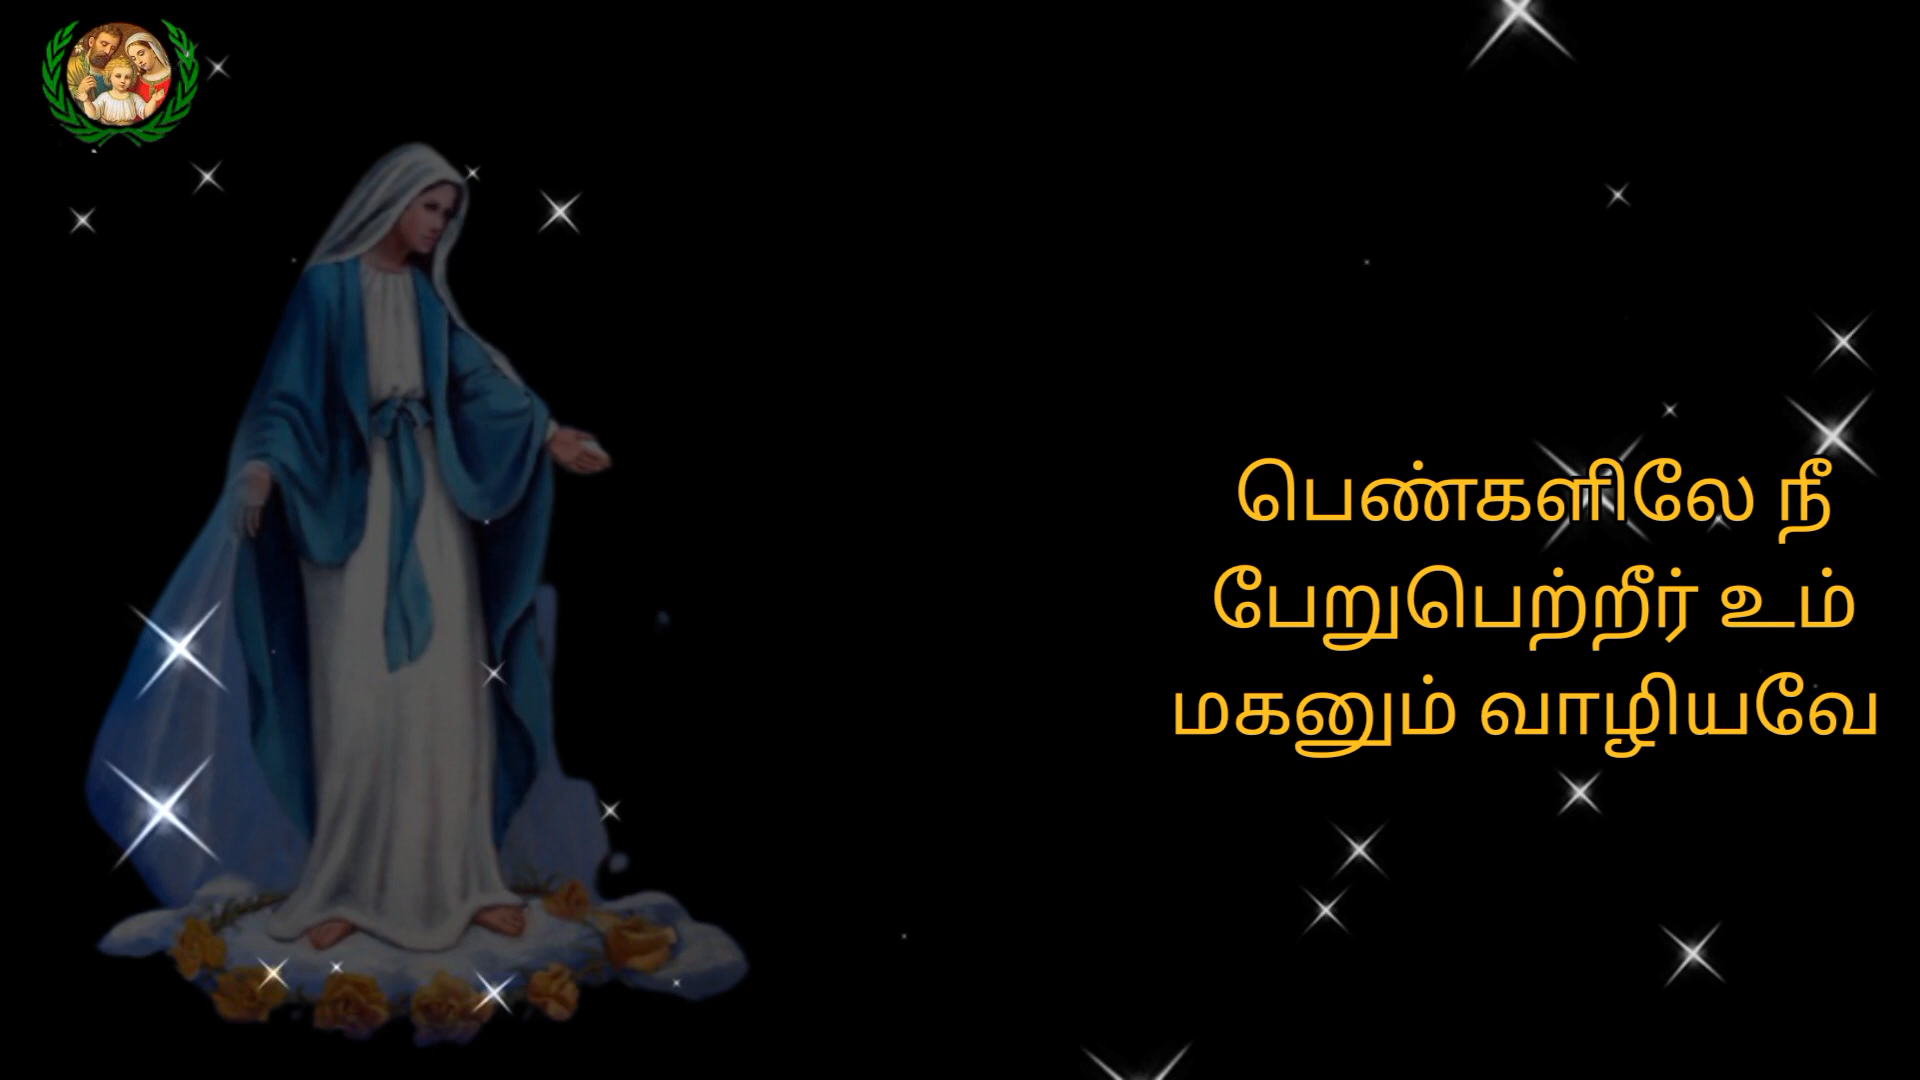 பெண்களிலே நீ
பேறுபெற்றீர் உம்
மகனும் வாழியவே